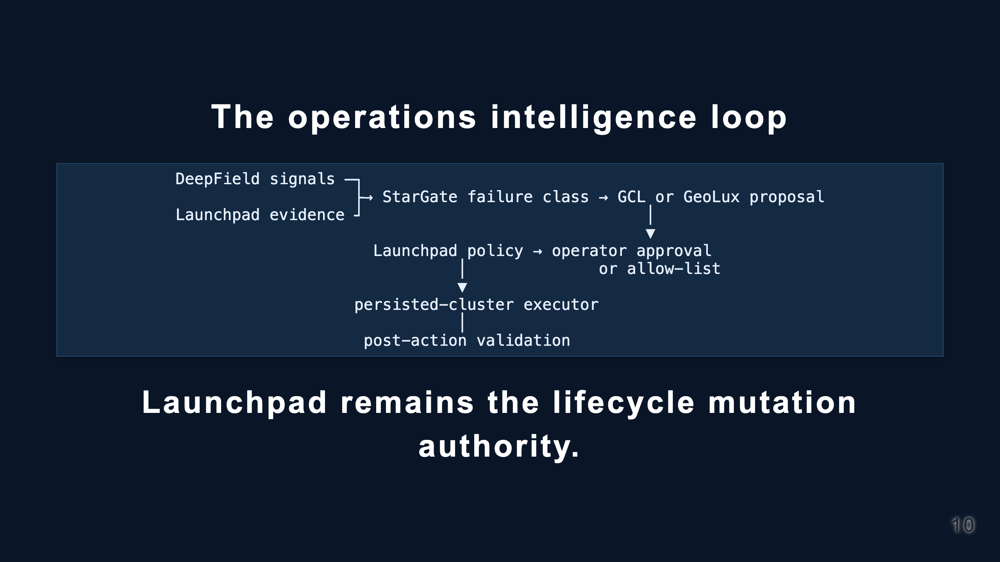 The operations intelligence loop
DeepField signals ─┐
├→ StarGate failure class → GCL or GeoLux proposal
Launchpad evidence ┘
│
▼
Launchpad policy → operator approval
│ or allow-list
▼
persisted-cluster executor
│
post-action validation
Launchpad remains the lifecycle mutation
authority.
10